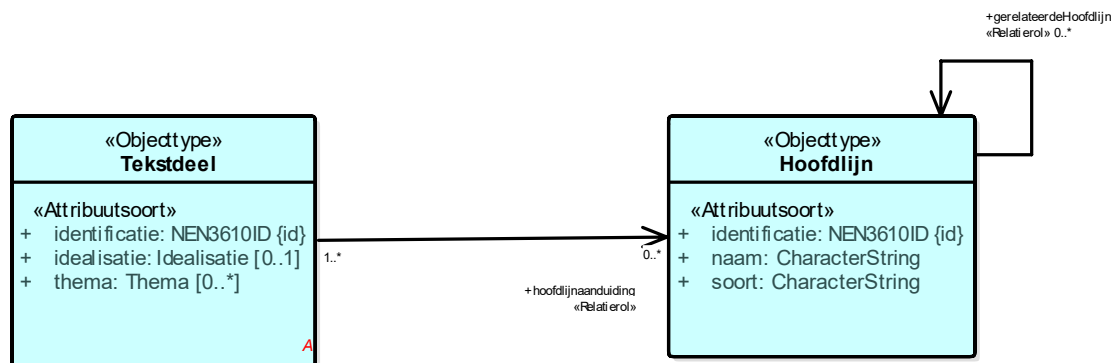 +gerelateerdeHoofdlijn
«Relatierol» 0..*
«Objecttype»
Tekstdeel
«Attribuutsoort»
+ identificatie: NEN3610ID {id}
+ idealisatie: Idealisatie [0..1]
+ thema: Thema [0..*]
A
1..*
0..*
+hoofdlijnaanduiding
«Relatierol»
«Objecttype»
Hoofdlijn
«Attribuutsoort»
+ identificatie: NEN3610ID {id}
+ naam: CharacterString
+ soort: CharacterString